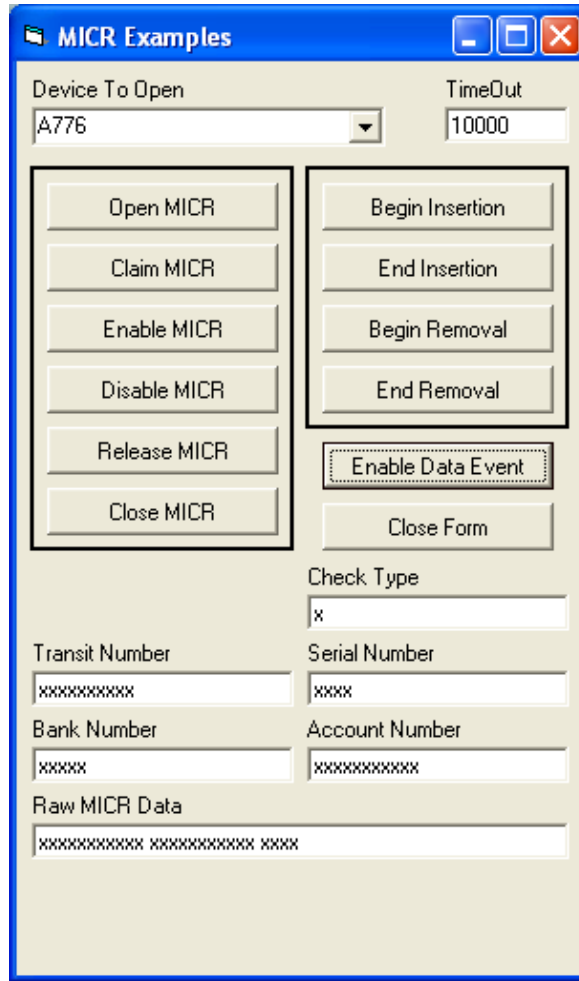 MICR Examples
Device To Open TimeOut
A776 10000
Open MICR Begin Insertion
Claim MICR End Insertion
Enable MICR Begin Removal
Disable MICR End Removal
Release MICR Enable Data Event
Close MICR Close Form
Check Type
x
Transit Number Serial Number
xxxxxxxxxx xxxx
Bank Number Account Number
xxxxx xxxxxxxxxxx
Raw MICR Data
xxxxxxxxxxx xxxxxxxxxxx xxxx